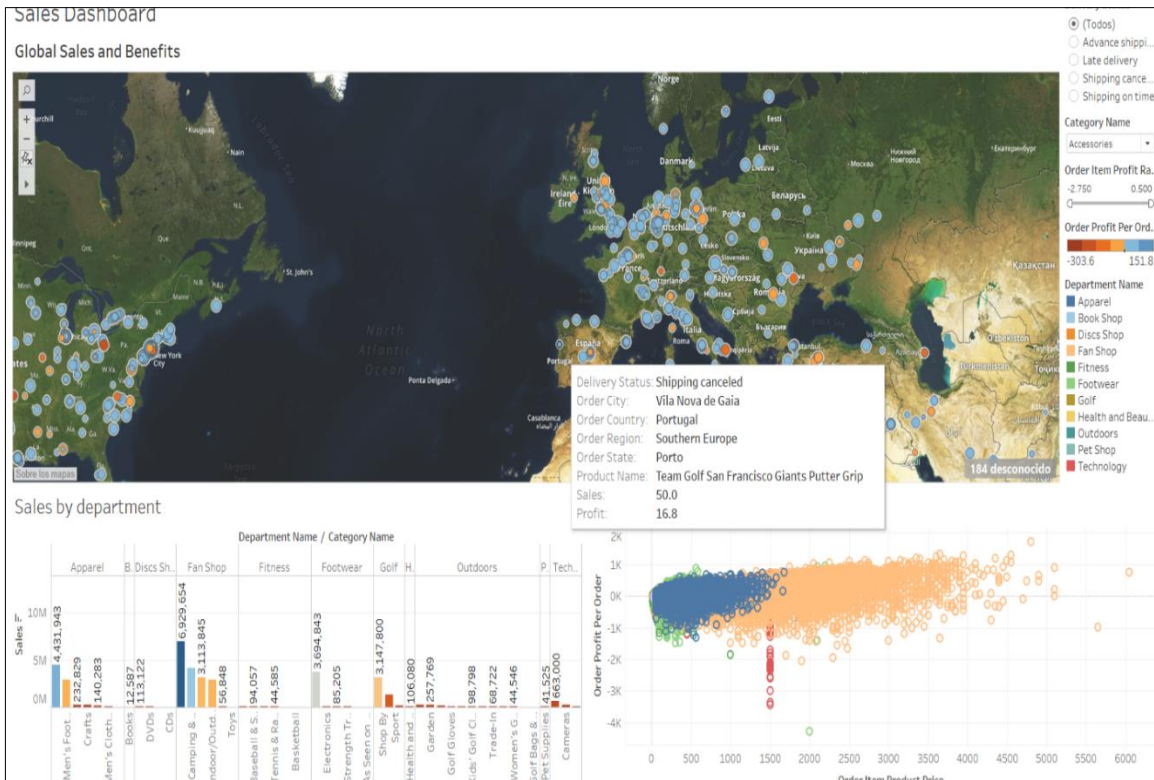 Sales Dashboard
Global Sales and Benefits
(Todos)
Advance shippi...
Late delivery
Shipping cance...
Shipping on time
Category Name
Accessories
Order Item Profit Ra..
-2.750 0.500
Order Profit Per Ord..
-303.6 151.8
Department Name
Apparel
Book Shop
Discs Shop
Fan Shop
Fitness
Footwear
Golf
Health and Beau..
Outdoors
Pet Shop
Technology
Kuujjuaq
Nain
N.L.
Ont.
Que.
St. John's
North
Atlantic
Ocean
Ponta Delgada
Norge
Eesti
Latvija
Lietuva
Danmark
Москва
Нижний
Новгород
Екатеринбург
Беларусь
Polska
Київ
Україна
Қазақстан
Ireland
Éire
France
Italia
Roma
Србија
България
España
Portugal
Casablanca
New York
City
Sobre los mapas
184 desconocido
Delivery Status: Shipping canceled
Order City: Vila Nova de Gaia
Order Country: Portugal
Order Region: Southern Europe
Order State: Porto
Product Name: Team Golf San Francisco Giants Putter Grip
Sales: 50.0
Profit: 16.8
Sales by department
Department Name / Category Name
Apparel B. Discs Sh.. Fan Shop Fitness Footwear Golf H.. Outdoors P. Tech..
Sales
10M
5M
0M
4,431,943
232,829
140,283
12,587
113,122
6,929,654
3,113,845
56,848
94,057
44,585
3,694,843
85,205
3,147,800
106,080
257,769
98,798
68,722
44,546
41,525
663,000
Men's Foot..
Crafts
Men's Cloth..
Books
DVDs
CDs
Camping & ..
Indoor/Outd..
Toys
Baseball & S..
Tennis & Ra..
Basketball
Electronics
Strength Tr..
As Seen on ..
Shop By
Sport
Health and ..
Garden
Golf Gloves
Kids' Golf Cl..
Trade-In
Women's G..
Golf Bags & ..
Pet Supplies
Cameras
Order Profit Per Order
2K
1K
0K
-1K
-2K
-3K
-4K
0 500 1000 1500 2000 2500 3000 3500 4000 4500 5000 5500 6000
Order Item Product Price